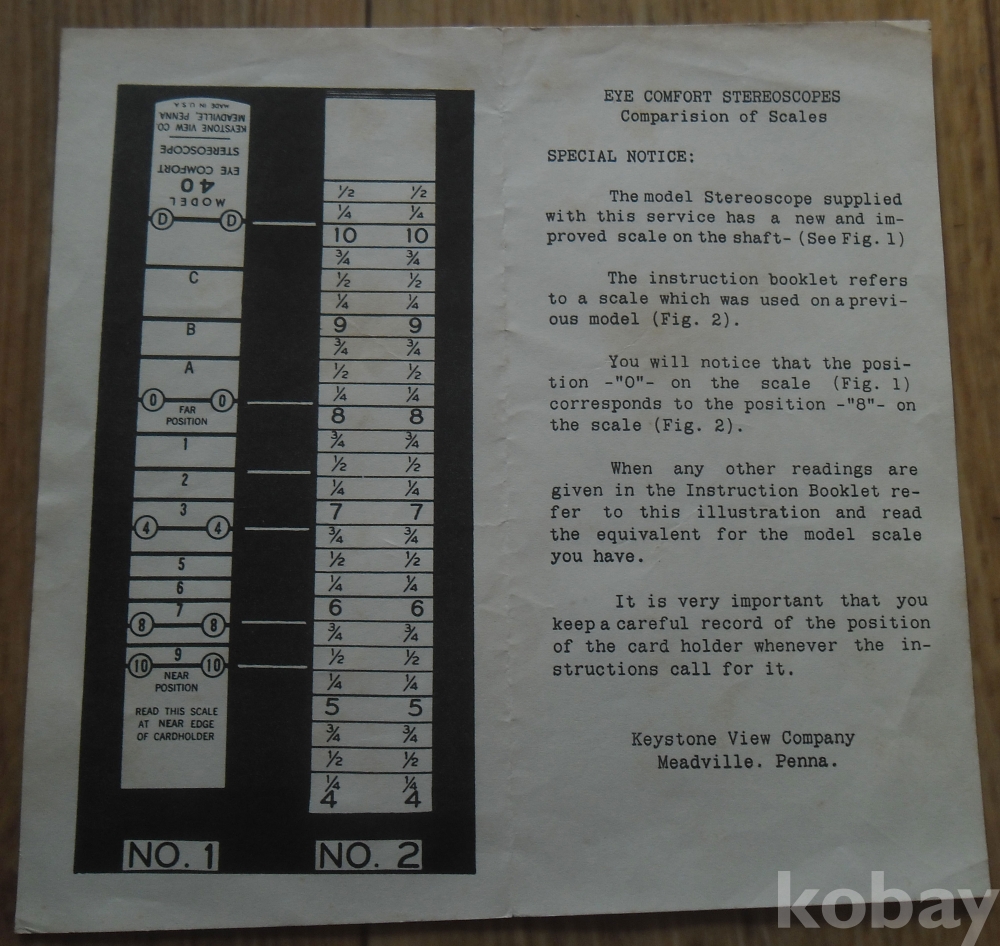 MADE IN U.S.A.
MEADVILLE, PENNA
KEYSTONE VIEW CO
STEREOSCOPE
EYE COMFORT
40
MODEL
D D
C
B
A
0 0
FAR
POSITION
1
2
3
4 4
5
6
7
8 8
9
10 10
NEAR
POSITION
READ THIS SCALE
AT NEAR EDGE
OF CARDHOLDER
NO. 1
½ ½
¼ ¼
10 10
¾ ¾
½ ½
¼ ¼
9 9
¾ ¾
½ ½
¼ ¼
8 8
¾ ¾
½ ½
¼ ¼
7 7
¾ ¾
½ ½
¼ ¼
6 6
¾ ¾
½ ½
¼ ¼
5 5
¾ ¾
½ ½
¼ ¼
4 4
NO. 2
EYE COMFORT STEREOSCOPES
Comparision of Scales
SPECIAL NOTICE:
The model Stereoscope supplied
with this service has a new and im-
proved scale on the shaft- (See Fig. 1)
The instruction booklet refers
to a scale which was used on a previ-
ous model (Fig. 2).
You will notice that the posi-
tion -"O"- on the scale (Fig. 1)
corresponds to the position -"8"- on
the scale (Fig. 2).
When any other readings are
given in the Instruction Booklet re-
fer to this illustration and read
the equivalent for the model scale
you have.
It is very important that you
keep a careful record of the position
of the card holder whenever the in-
structions call for it.
Keystone View Company
Meadville. Penna.
kobay